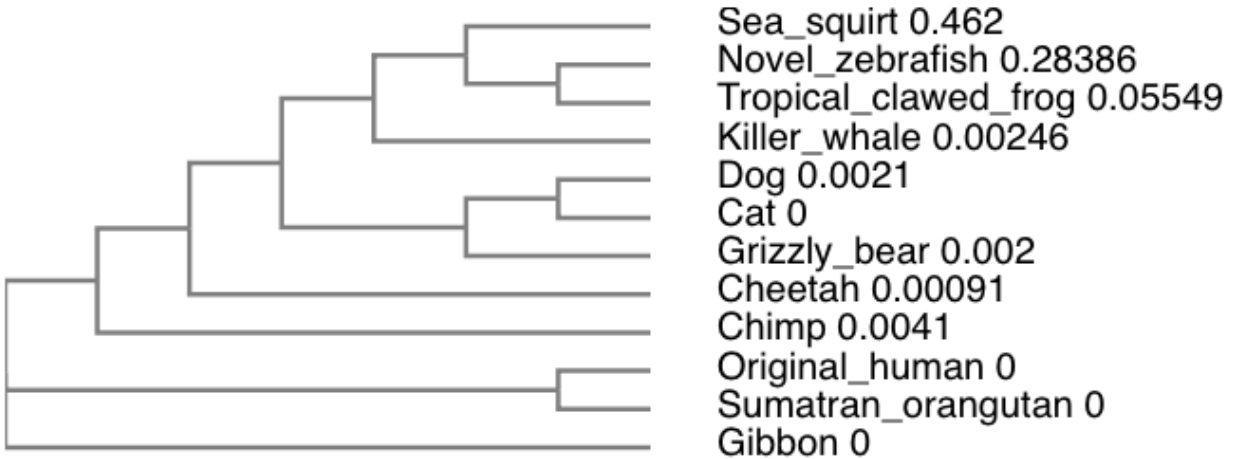 Sea_squirt 0.462
Novel_zebrafish 0.28386
Tropical_clawed_frog 0.05549
Killer_whale 0.00246
Dog 0.0021
Cat 0
Grizzly_bear 0.002
Cheetah 0.00091
Chimp 0.0041
Original_human 0
Sumatran_orangutan 0
Gibbon 0